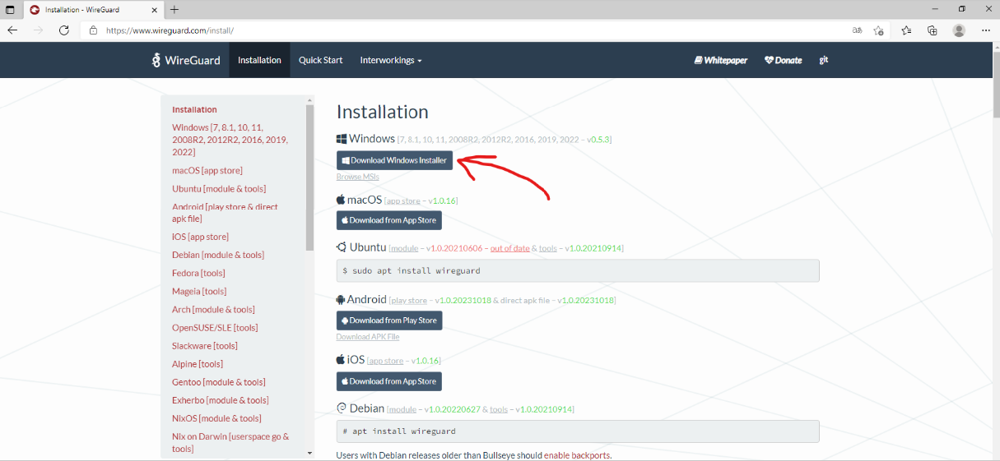 Installation - WireGuard
https://www.wireguard.com/install/
WireGuard
Installation
Quick Start
Interworkings
Whitepaper
Donate
git
Installation
Windows [7, 8.1, 10, 11,
2008R2, 2012R2, 2016, 2019,
2022]
macOS [app store]
Ubuntu [module & tools]
Android [play store & direct
apk file]
iOS [app store]
Debian [module & tools]
Fedora [tools]
Mageia [tools]
Arch [module & tools]
OpenSUSE/SLE [tools]
Slackware [tools]
Alpine [tools]
Gentoo [module & tools]
Exherbo [module & tools]
NixOS [module & tools]
Nix on Darwin [userspace go &
tools]
Installation
Windows [7, 8.1, 10, 11, 2008R2, 2012R2, 2016, 2019, 2022 – v0.5.3]
Download Windows Installer
Browse MSIs
macOS [app store – v1.0.16]
Download from App Store
Ubuntu [module – v1.0.20210606 – out of date & tools – v1.0.20210914]
$ sudo apt install wireguard
Android [play store – v1.0.20231018 & direct apk file – v1.0.20231018]
Download from Play Store
Download APK File
iOS [app store – v1.0.16]
Download from App Store
Debian [module – v1.0.20220627 & tools – v1.0.20210914]
# apt install wireguard
Users with Debian releases older than Bullseye should enable backports.